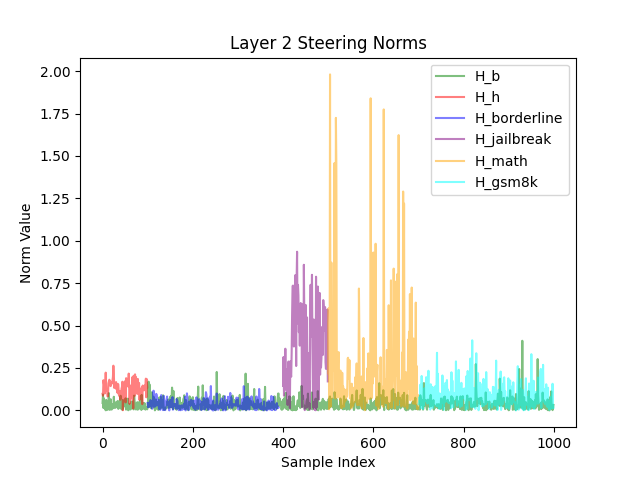 Layer 2 Steering Norms
2.00
1.75
1.50
1.25
1.00
0.75
0.50
0.25
0.00
Norm Value
H_b
H_h
H_borderline
H_jailbreak
H_math
H_gsm8k
0 200 400 600 800 1000
Sample Index